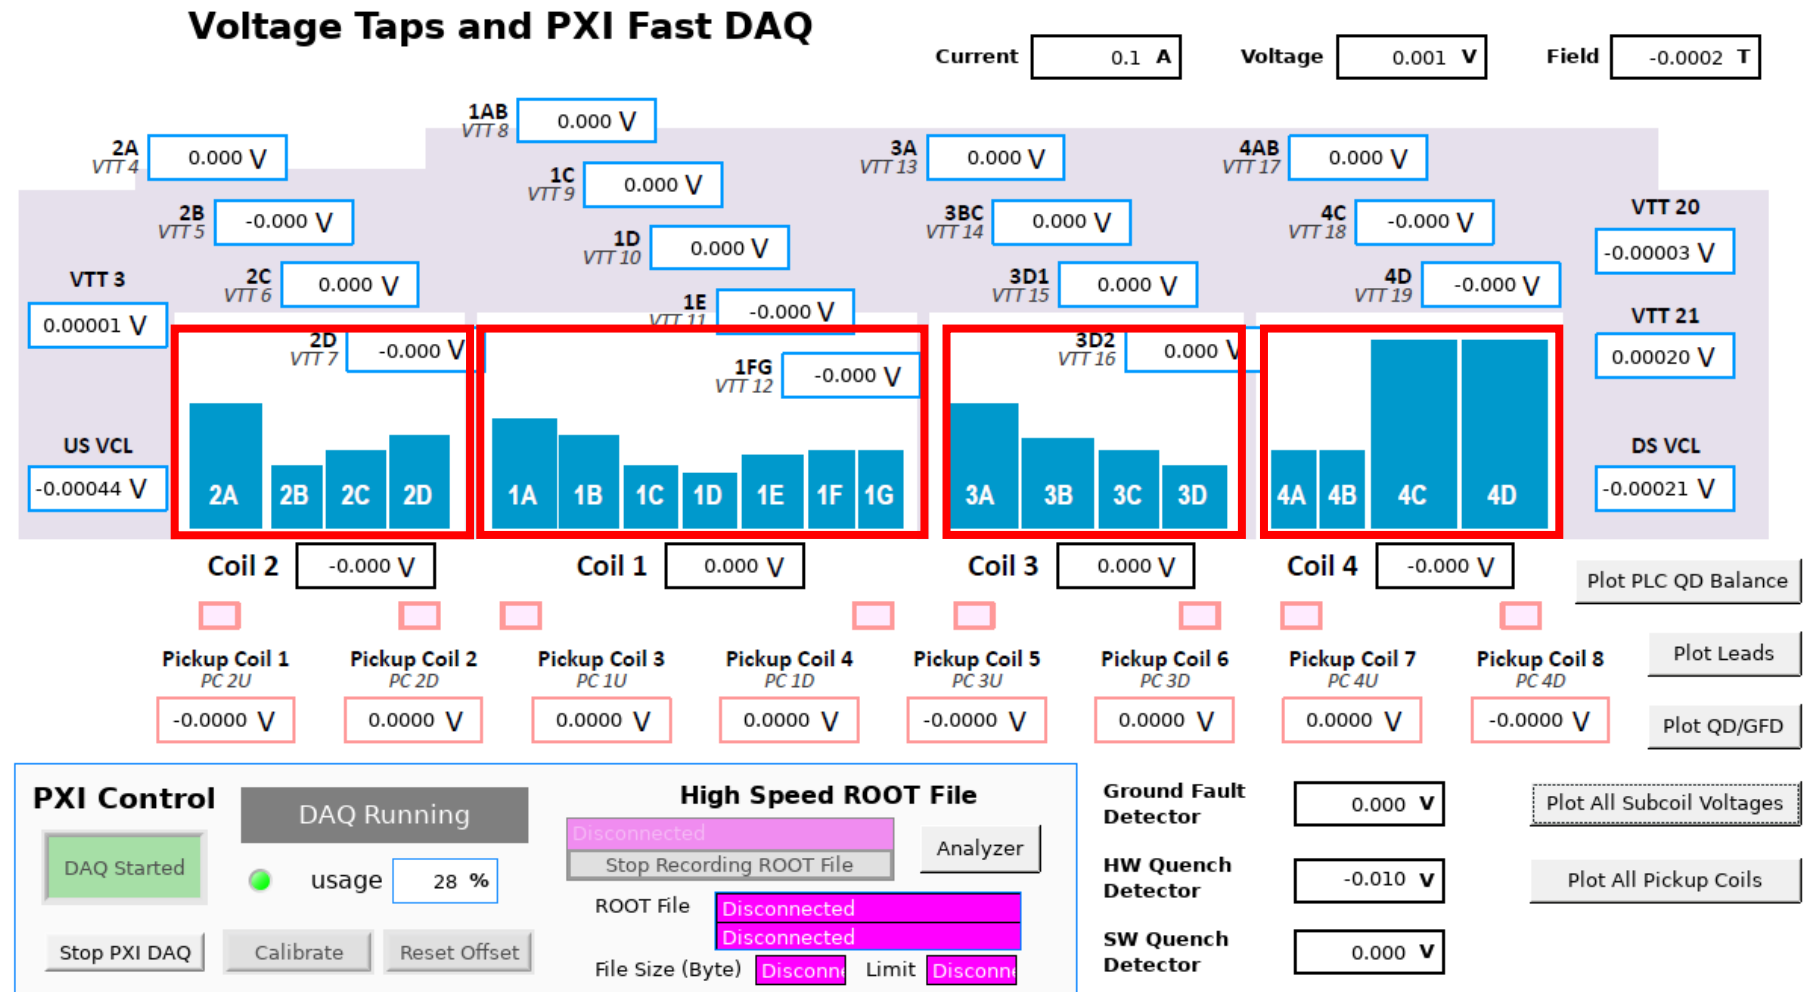 Voltage Taps and PXI Fast DAQ
Current 0.1 A Voltage 0.001 V Field -0.0002 T
1AB
VTT 8
0.000 V
2A
VTT 4
0.000 V
3A
VTT 13
0.000 V
4AB
VTT 17
0.000 V
1C
VTT 9
0.000 V
2B
VTT 5
-0.000 V
3BC
VTT 14
0.000 V
4C
VTT 18
-0.000 V
VTT 20
-0.00003 V
1D
VTT 10
0.000 V
VTT 3
0.00001 V
2C
VTT 6
0.000 V
3D1
VTT 15
0.000 V
4D
VTT 19
-0.000 V
1E
VTT 11
-0.000 V
VTT 21
0.00020 V
2D
VTT 7
-0.000 V
3D2
VTT 16
0.000 V
1FG
VTT 12
-0.000 V
US VCL
-0.00044 V
DS VCL
-0.00021 V
2A 2B 2C 2D 1A 1B 1C 1D 1E 1F 1G 3A 3B 3C 3D 4A 4B 4C 4D
Coil 2 -0.000 V Coil 1 0.000 V Coil 3 0.000 V Coil 4 -0.000 V
Plot PLC QD Balance
Pickup Coil 1 Pickup Coil 2 Pickup Coil 3 Pickup Coil 4 Pickup Coil 5 Pickup Coil 6 Pickup Coil 7 Pickup Coil 8
PC 2U PC 2D PC 1U PC 1D PC 3U PC 3D PC 4U PC 4D
-0.0000 V 0.0000 V 0.0000 V 0.0000 V -0.0000 V 0.0000 V 0.0000 V -0.0000 V
Plot Leads
Plot QD/GFD
PXI Control
DAQ Running
DAQ Started
usage 28 %
Stop PXI DAQ Calibrate Reset Offset
High Speed ROOT File
Disconnected
Stop Recording ROOT File
Analyzer
ROOT File Disconnected
Disconnected
File Size (Byte) Disconne Limit Disconne
Ground Fault
Detector
0.000 V
HW Quench
Detector
-0.010 V
SW Quench
Detector
0.000 V
Plot All Subcoil Voltages
Plot All Pickup Coils